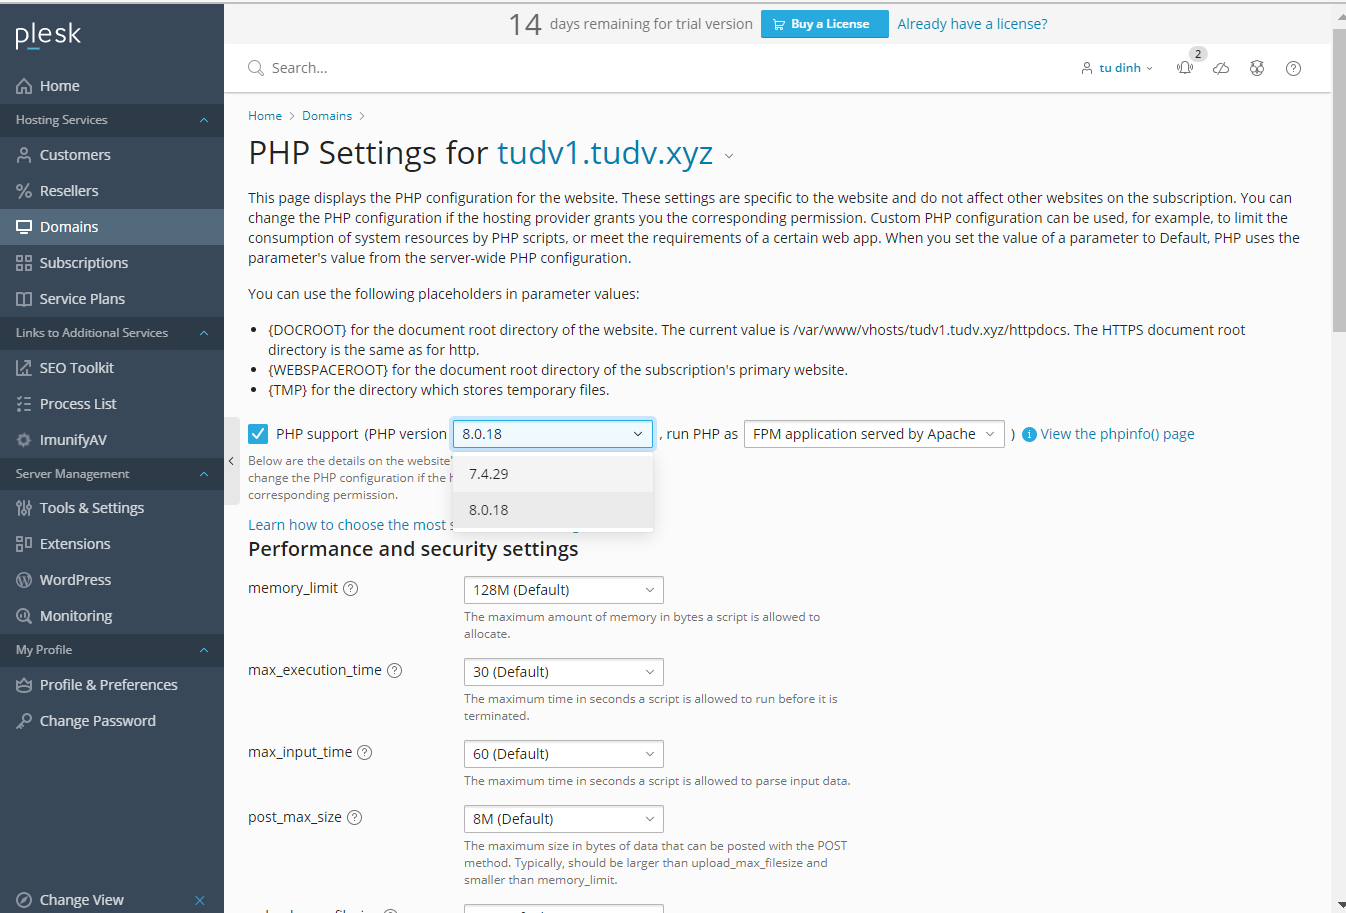 plesk
14 days remaining for trial version Buy a License Already have a license?
Search...
tu dinh
2
Home
Hosting Services
Customers
Resellers
Domains
Subscriptions
Service Plans
Links to Additional Services
SEO Toolkit
Process List
ImunifyAV
Server Management
Tools & Settings
Extensions
WordPress
Monitoring
My Profile
Profile & Preferences
Change Password
Change View
Home > Domains >
PHP Settings for tudv1.tudv.xyz
This page displays the PHP configuration for the website. These settings are specific to the website and do not affect other websites on the subscription. You can
change the PHP configuration if the hosting provider grants you the corresponding permission. Custom PHP configuration can be used, for example, to limit the
consumption of system resources by PHP scripts, or meet the requirements of a certain web app. When you set the value of a parameter to Default, PHP uses the
parameter's value from the server-wide PHP configuration.
You can use the following placeholders in parameter values:
• {DOCROOT} for the document root directory of the website. The current value is /var/www/vhosts/tudv1.tudv.xyz/httpdocs. The HTTPS document root
directory is the same as for http.
• {WEBSPACEROOT} for the document root directory of the subscription's primary website.
• {TMP} for the directory which stores temporary files.
PHP support (PHP version 8.0.18 , run PHP as FPM application served by Apache ) View the phpinfo() page
7.4.29
8.0.18
Below are the details on the website'
change the PHP configuration if the
corresponding permission.
Learn how to choose the most
Performance and security settings
memory_limit
128M (Default)
The maximum amount of memory in bytes a script is allowed to
allocate.
max_execution_time
30 (Default)
The maximum time in seconds a script is allowed to run before it is
terminated.
max_input_time
60 (Default)
The maximum time in seconds a script is allowed to parse input data.
post_max_size
8M (Default)
The maximum size in bytes of data that can be posted with the POST
method. Typically, should be larger than upload_max_filesize and
smaller than memory_limit.